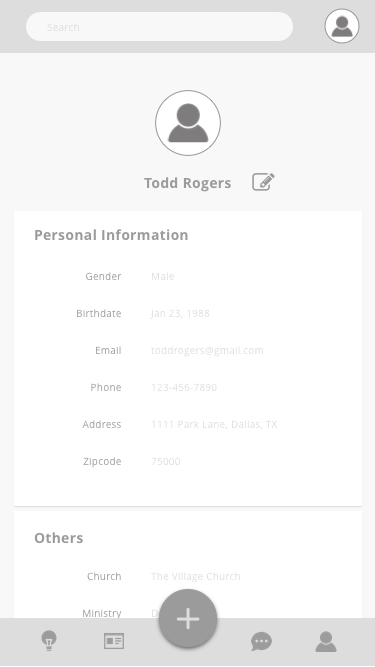 Search
Todd Rogers
Personal Information
Gender Male
Birthdate Jan 23, 1988
Email toddrogers@gmail.com
Phone 123-456-7890
Address 1111 Park Lane, Dallas, TX
Zipcode 75000
Others
Church The Village Church
Ministry